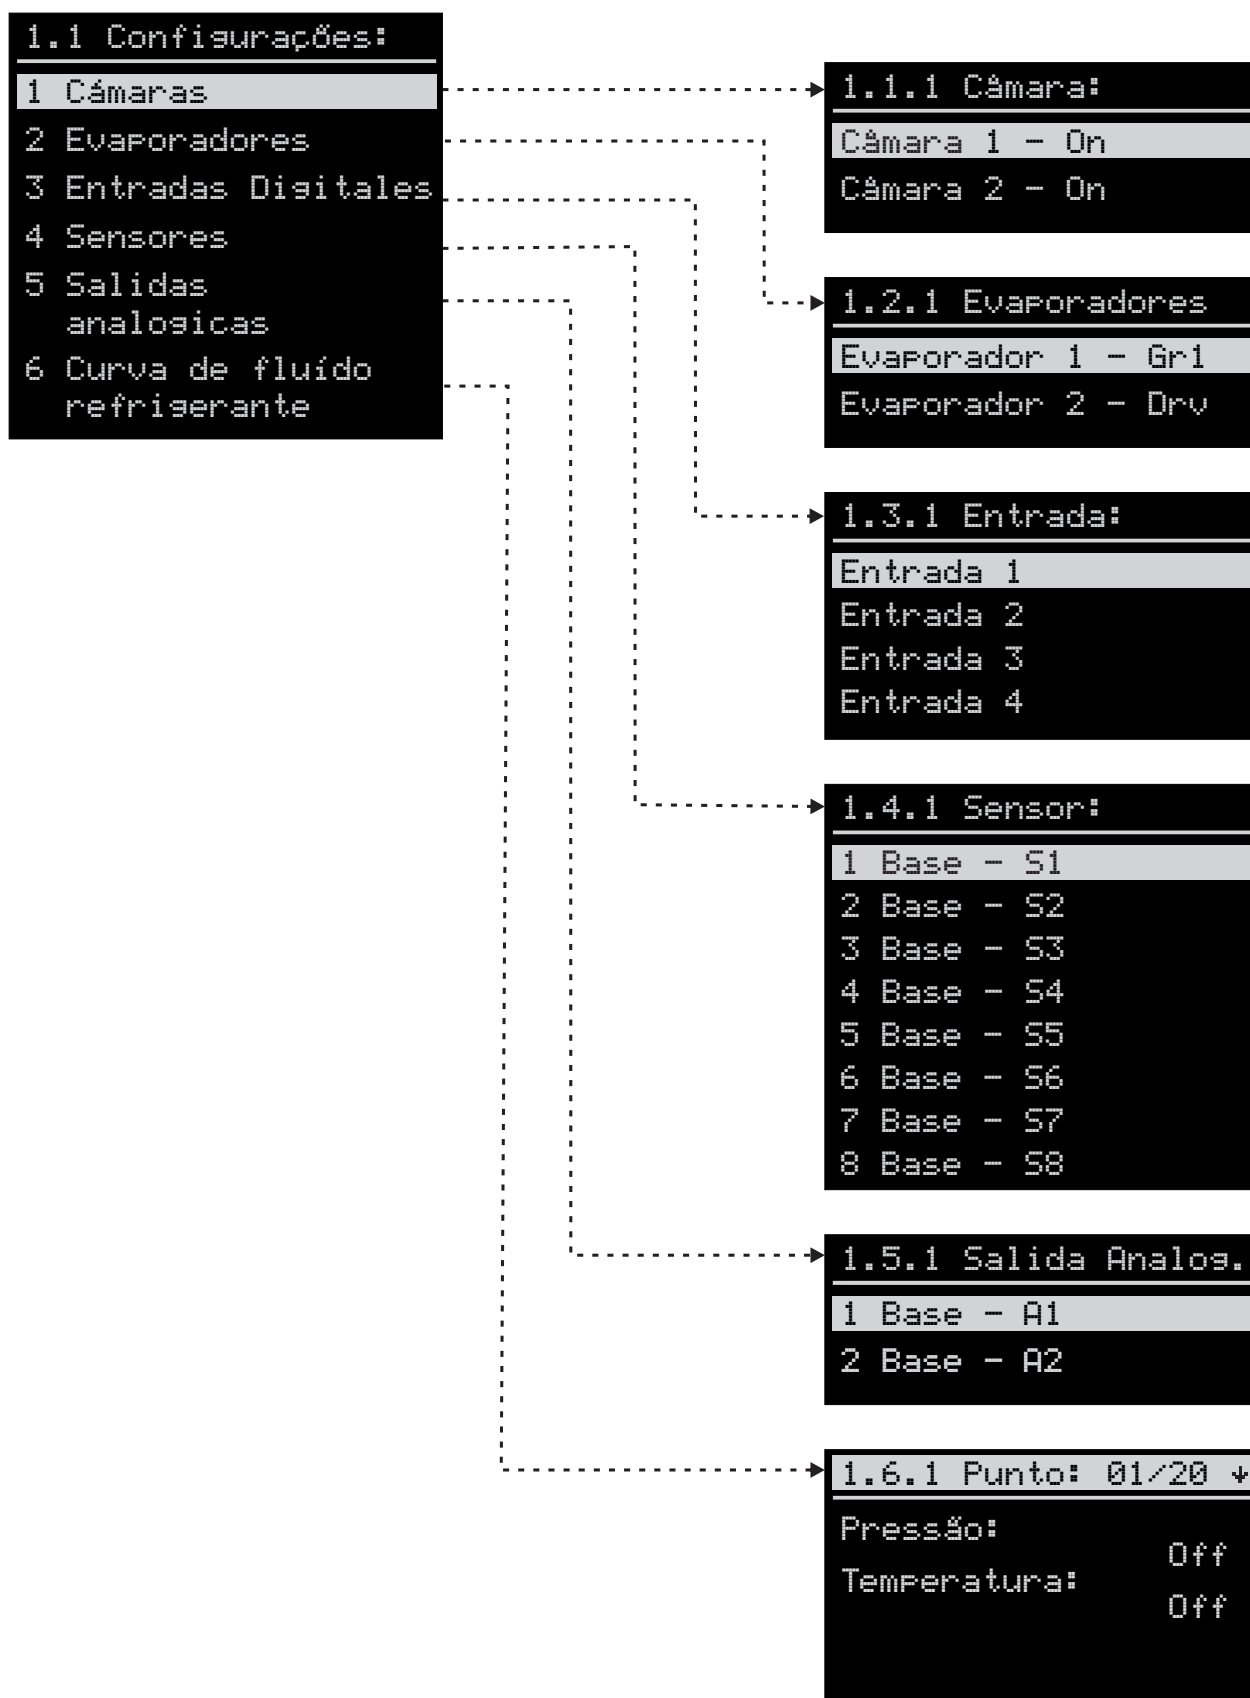 1.1 Configurações:
1 Cámaras
2 Evaporadores
3 Entradas Digitales
4 Sensores
5 Salidas
analogicas
6 Curva de fluído
refrigerante
1.1.1 Câmara:
Câmara 1 - On
Câmara 2 - On
1.2.1 Evaporadores
Evaporador 1 - Gr1
Evaporador 2 - Drv
1.3.1 Entrada:
Entrada 1
Entrada 2
Entrada 3
Entrada 4
1.4.1 Sensor:
1 Base - S1
2 Base - S2
3 Base - S3
4 Base - S4
5 Base - S5
6 Base - S6
7 Base - S7
8 Base - S8
1.5.1 Salida Analog.
1 Base - A1
2 Base - A2
1.6.1 Punto: 01/20 ↓
Pressão:
Off
Temperatura:
Off